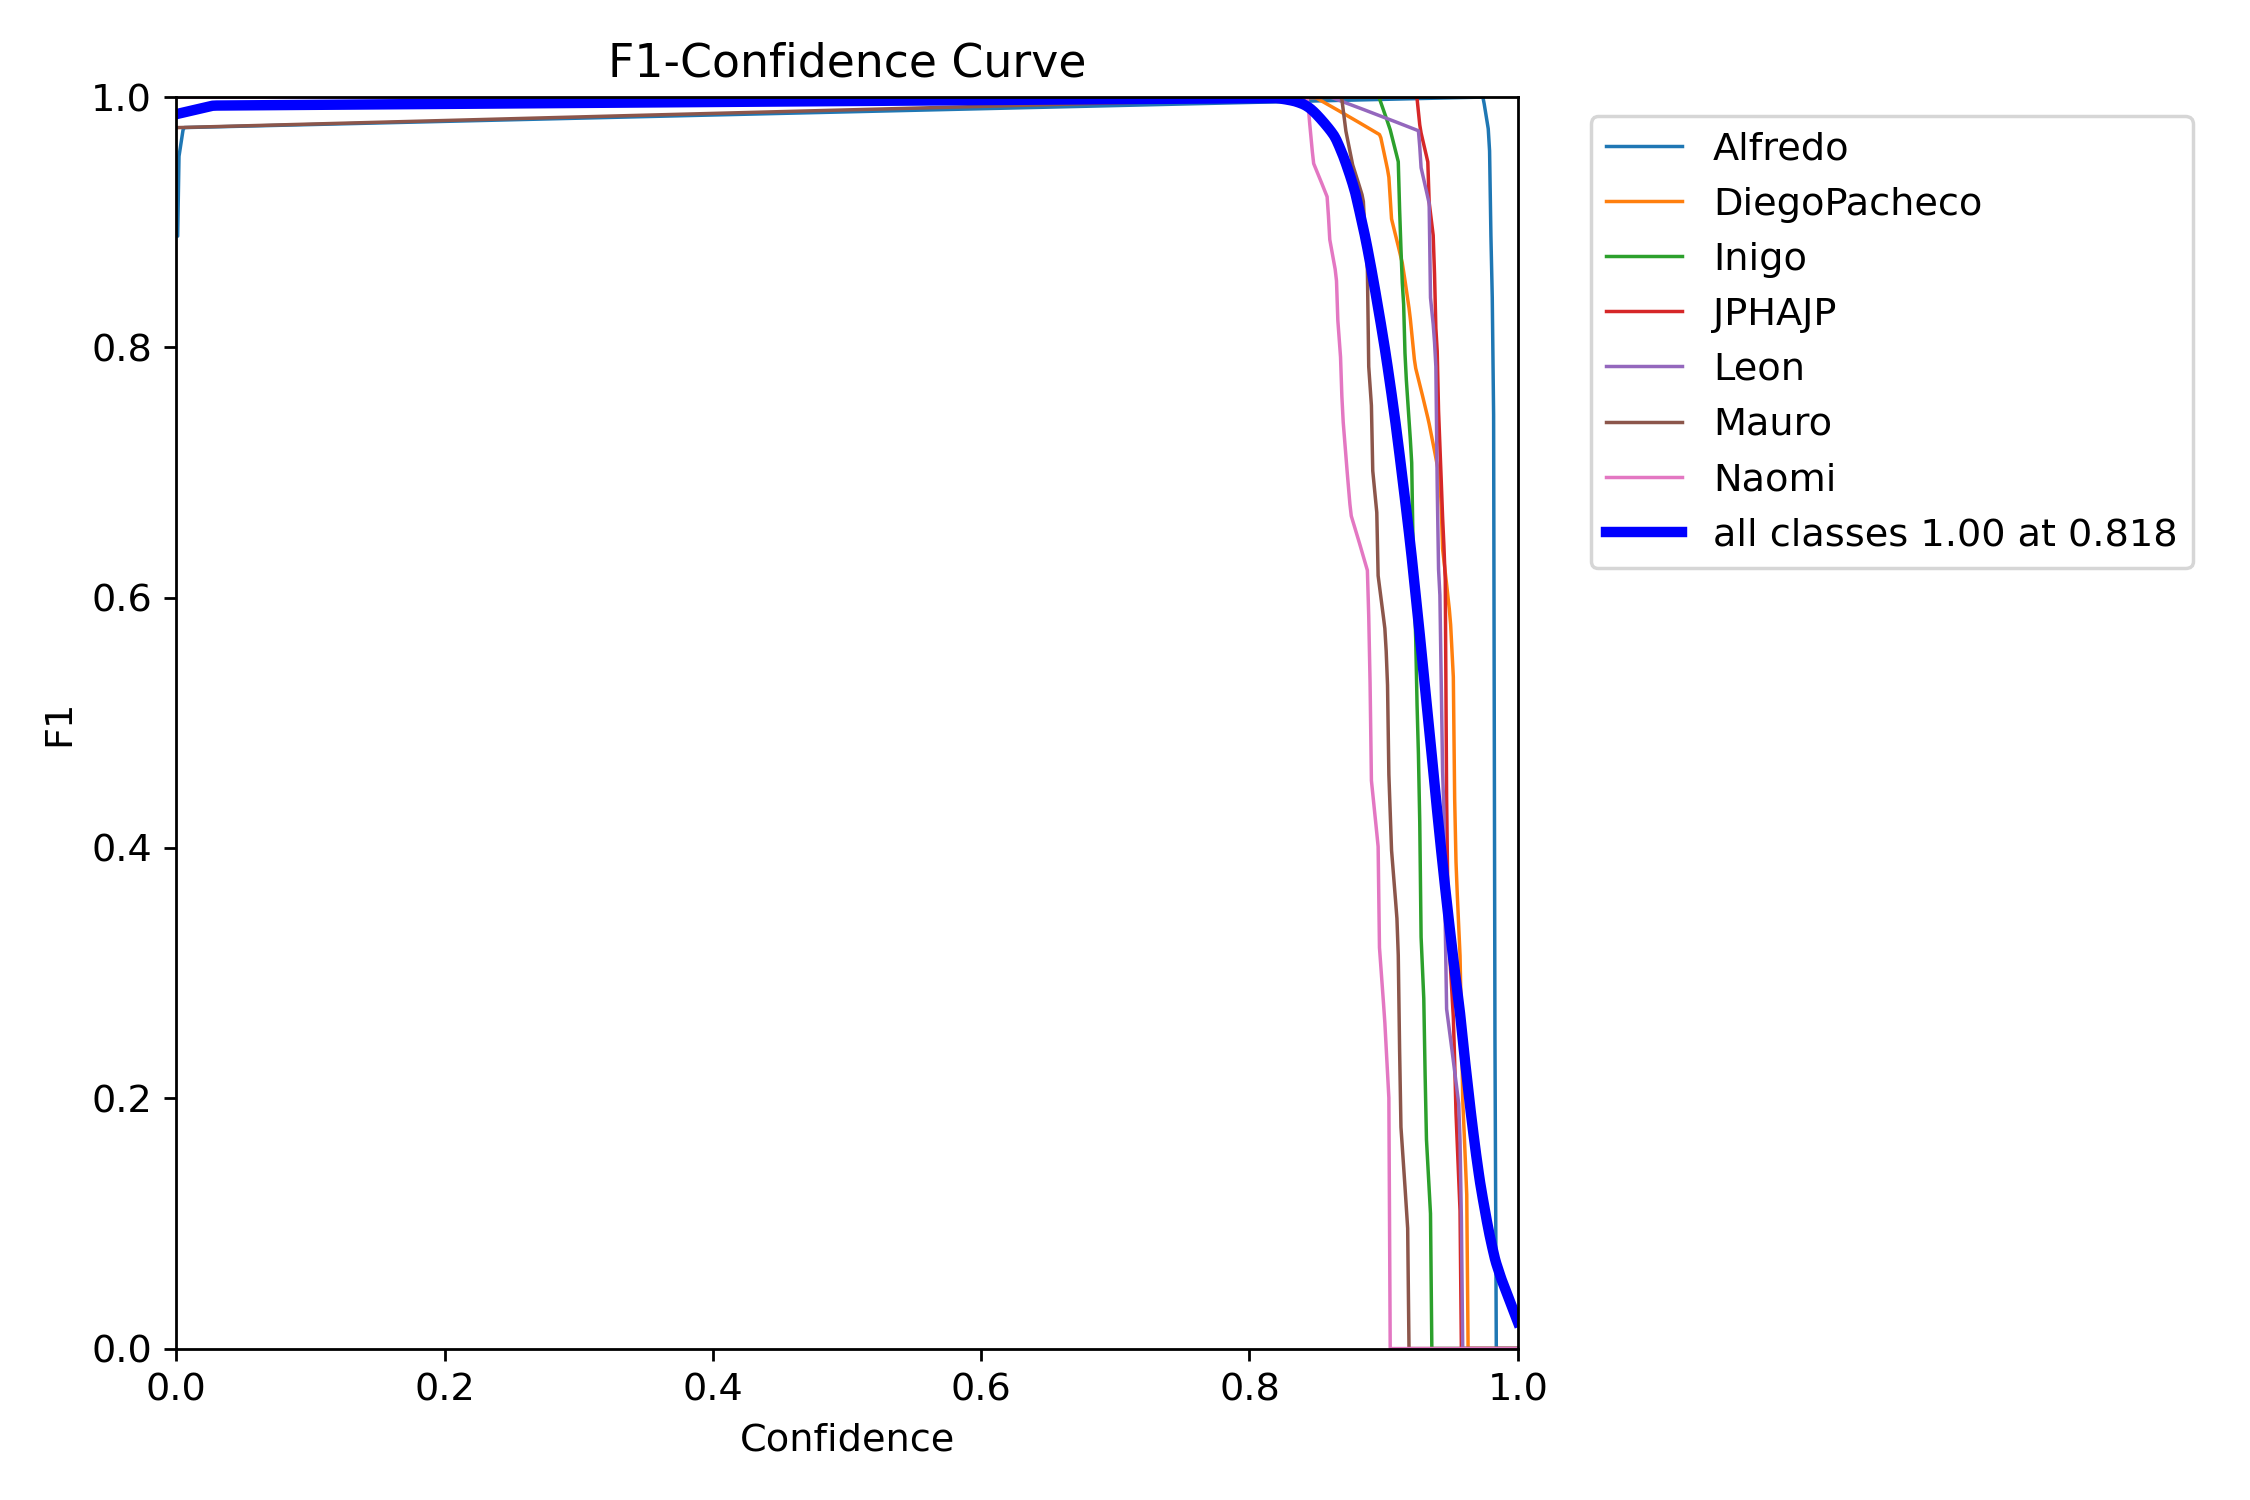 F1-Confidence Curve
1.0
0.8
0.6
0.4
0.2
0.0
F1
0.0 0.2 0.4 0.6 0.8 1.0
Confidence
Alfredo
DiegoPacheco
Inigo
JPHAJP
Leon
Mauro
Naomi
all classes 1.00 at 0.818